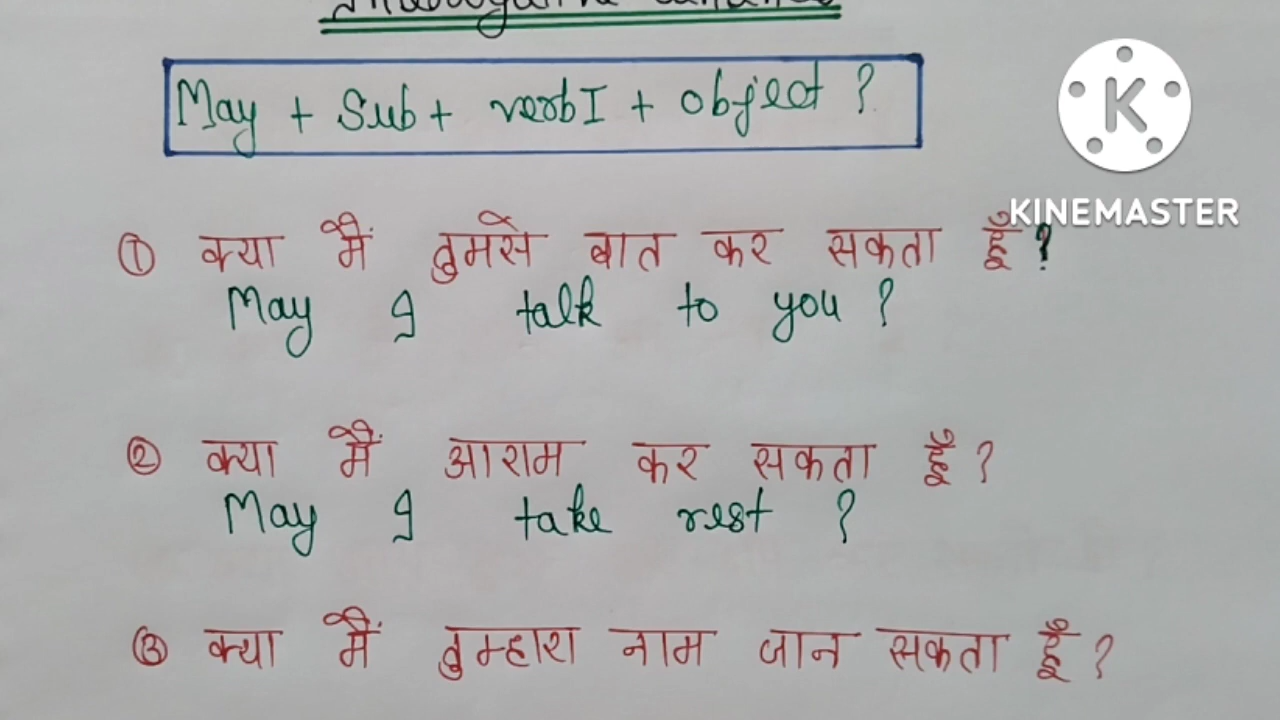 May + Sub + verb I + object ?
KINEMASTER
① क्या मैं तुमसे बात कर सकता हूँ ?
May I talk to you ?
② क्या मैं आराम कर सकता हूँ ?
May I take rest ?
③ क्या मैं तुम्हारा नाम जान सकता हूँ ?